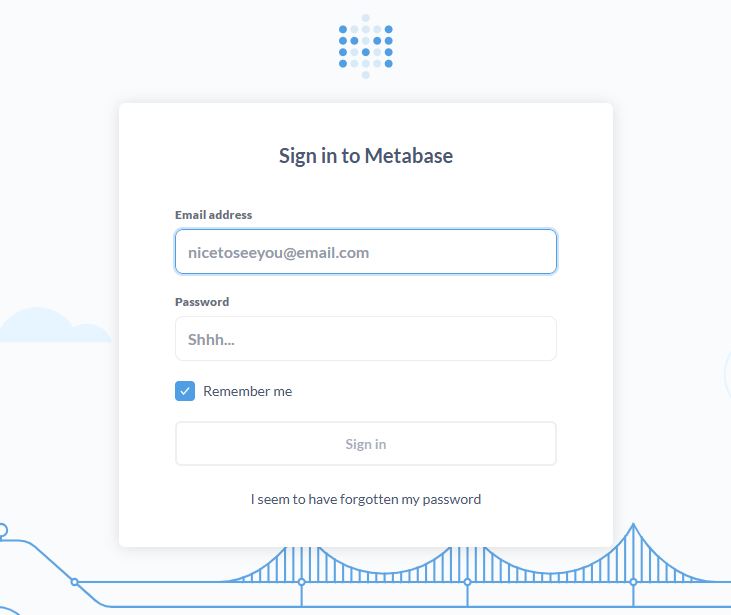 Sign in to Metabase
Email address
nicetoseeyou@email.com
Password
Shhh...
Remember me
Sign in
I seem to have forgotten my password